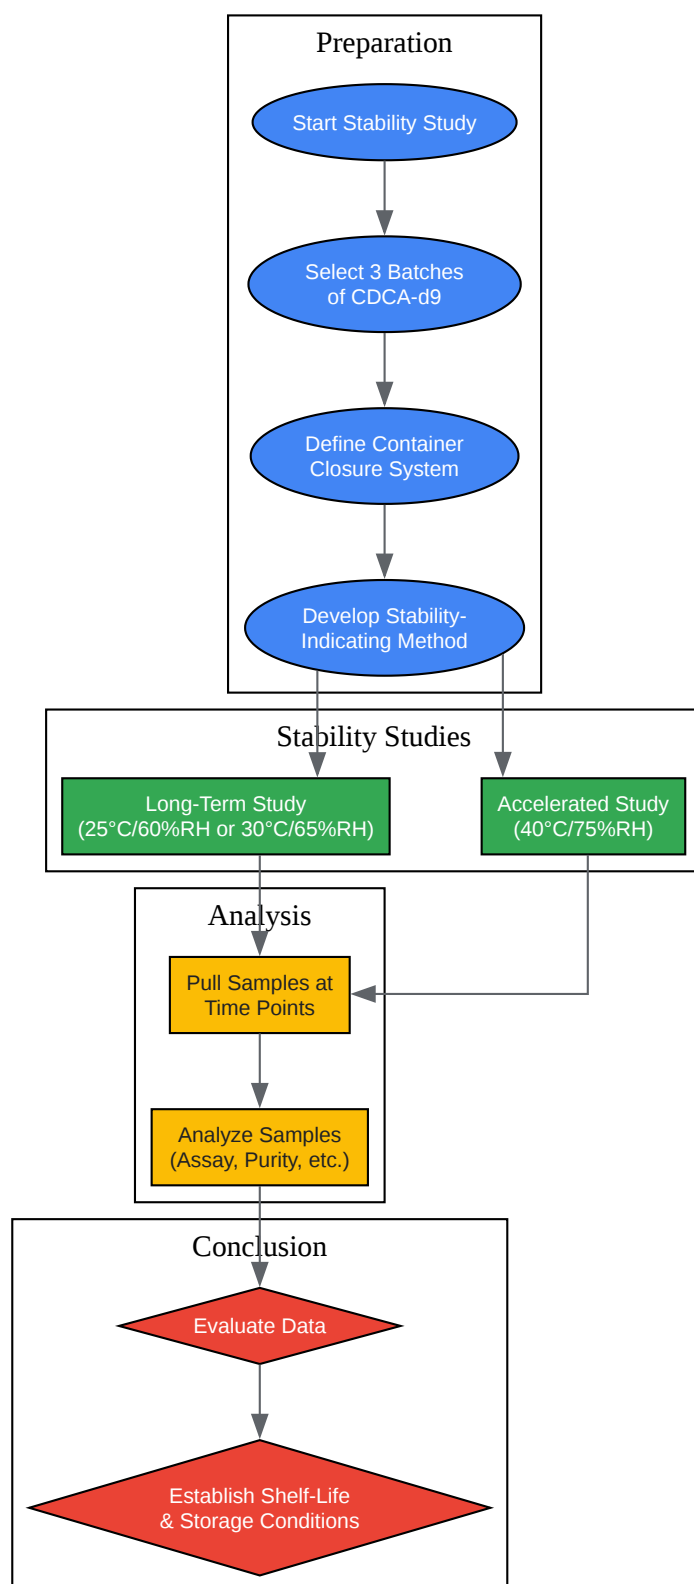 Preparation
Start Stability Study
Select 3 Batches
of CDCA-d9
Define Container
Closure System
Develop Stability-
Indicating Method
Stability Studies
Long-Term Study
(25°C/60%RH or 30°C/65%RH)
Accelerated Study
(40°C/75%RH)
Analysis
Pull Samples at
Time Points
Analyze Samples
(Assay, Purity, etc.)
Conclusion
Evaluate Data
Establish Shelf-Life
& Storage Conditions